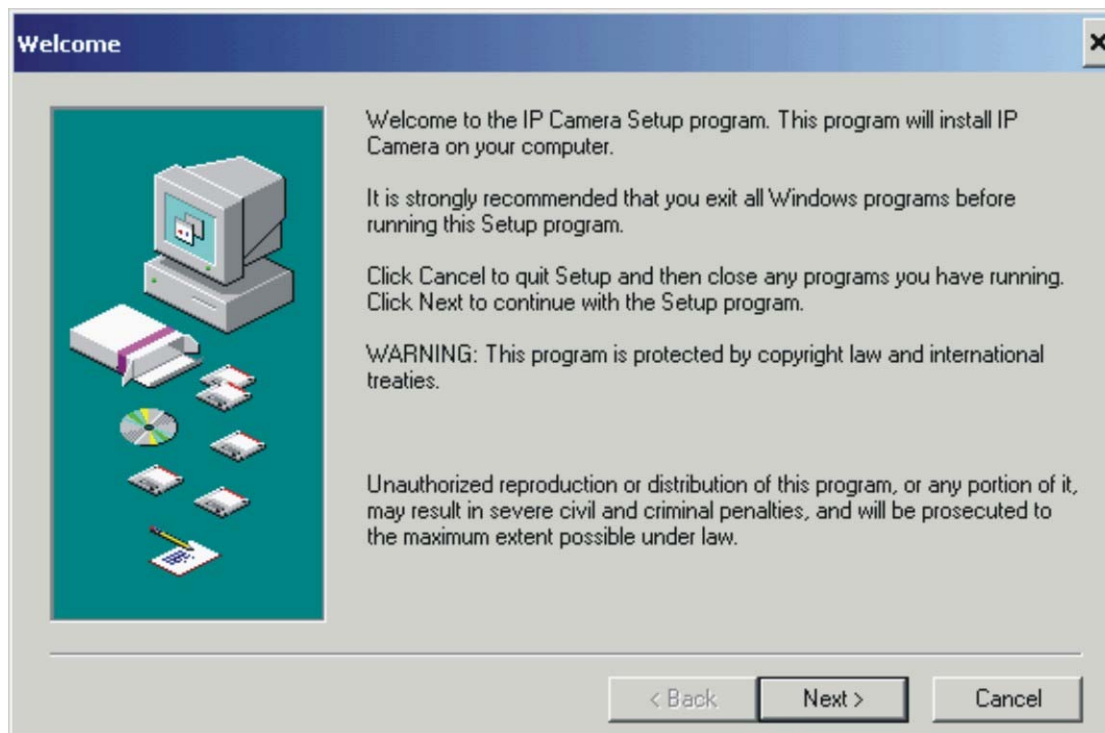 Welcome
Welcome to the IP Camera Setup program. This program will install IP
Camera on your computer.
It is strongly recommended that you exit all Windows programs before
running this Setup program.
Click Cancel to quit Setup and then close any programs you have running.
Click Next to continue with the Setup program.
WARNING: This program is protected by copyright law and international
treaties.
Unauthorized reproduction or distribution of this program, or any portion of it,
may result in severe civil and criminal penalties, and will be prosecuted to
the maximum extent possible under law.
< Back Next > Cancel